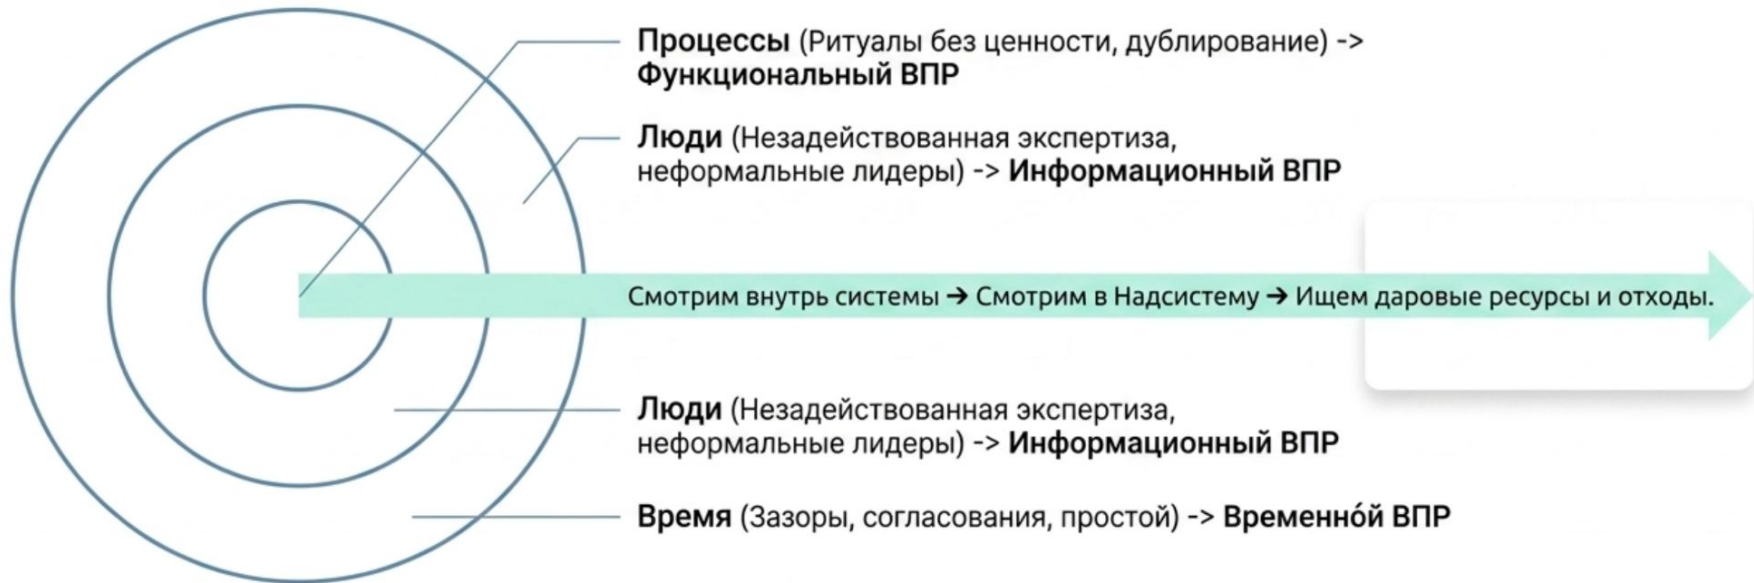 Процессы (Ритуалы без ценности, дублирование) ->
Функциональный ВПР
Люди (Незадействованная экспертиза,
неформальные лидеры) -> Информационный ВПР
Смотрим внутрь системы → Смотрим в Надсистему → Ищем даровые ресурсы и отходы.
Люди (Незадействованная экспертиза,
неформальные лидеры) -> Информационный ВПР
Время (Зазоры, согласования, простой) -> Временно́й ВПР